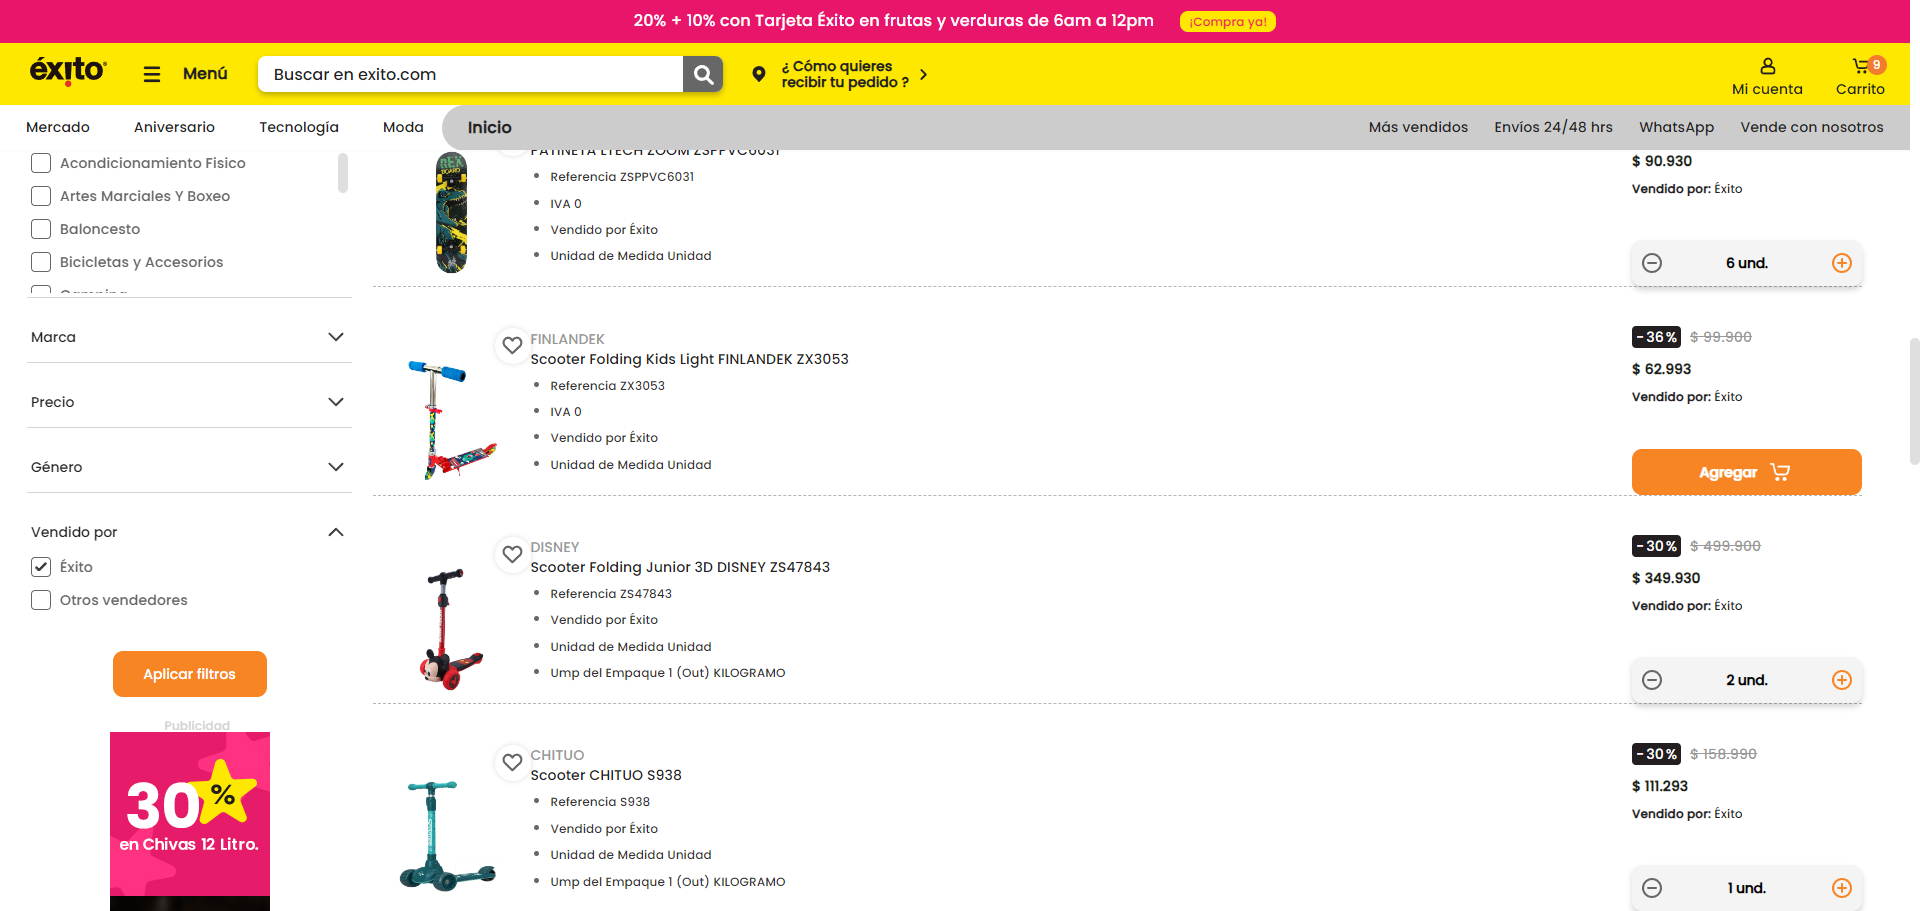 20% + 10% con Tarjeta Éxito en frutas y verduras de 6am a 12pm
¡Compra ya!
éxito
Menú
Buscar en exito.com
¿ Cómo quieres
recibir tu pedido ?
Mi cuenta
9
Carrito
Mercado
Aniversario
Tecnología
Moda
Inicio
Más vendidos
Envíos 24/48 hrs
WhatsApp
Vende con nosotros
Acondicionamiento Fisico
Artes Marciales Y Boxeo
Baloncesto
Bicicletas y Accesorios
Camping
Marca
Precio
Género
Vendido por
Éxito
Otros vendedores
Aplicar filtros
Publicidad
30%
en Chivas 12 Litro.
REX
BOARD
PATINETA LTECH ZOOM ZSPPVC6031
Referencia ZSPPVC6031
IVA 0
Vendido por Éxito
Unidad de Medida Unidad
$ 90.930
Vendido por: Éxito
6 und.
FINLANDEK
Scooter Folding Kids Light FINLANDEK ZX3053
Referencia ZX3053
IVA 0
Vendido por Éxito
Unidad de Medida Unidad
-36%
$ 99.900
$ 62.993
Vendido por: Éxito
Agregar
DISNEY
Scooter Folding Junior 3D DISNEY ZS47843
Referencia ZS47843
Vendido por Éxito
Unidad de Medida Unidad
Ump del Empaque 1 (Out) KILOGRAMO
-30%
$ 499.900
$ 349.930
Vendido por: Éxito
2 und.
CHITUO
Scooter CHITUO S938
Referencia S938
Vendido por Éxito
Unidad de Medida Unidad
Ump del Empaque 1 (Out) KILOGRAMO
-30%
$ 158.990
$ 111.293
Vendido por: Éxito
1 und.